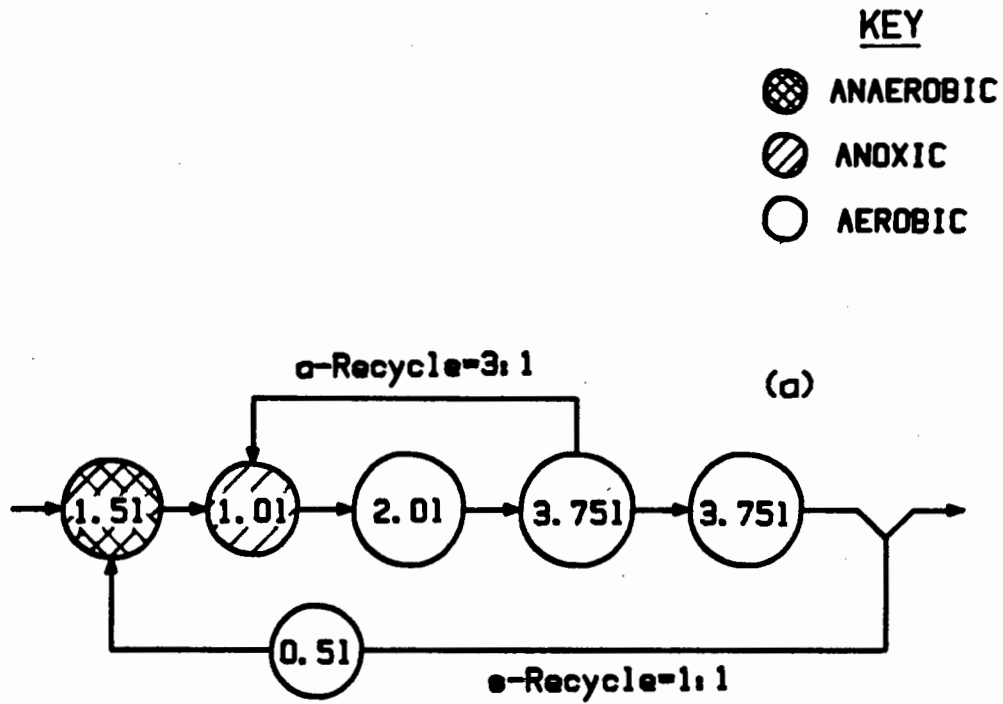 KEY
ANAEROBIC
ANOXIC
AEROBIC
a-Recycle=3:1
(a)
1.5l
1.0l
2.0l
3.75l
3.75l
0.5l
s-Recycle=1:1